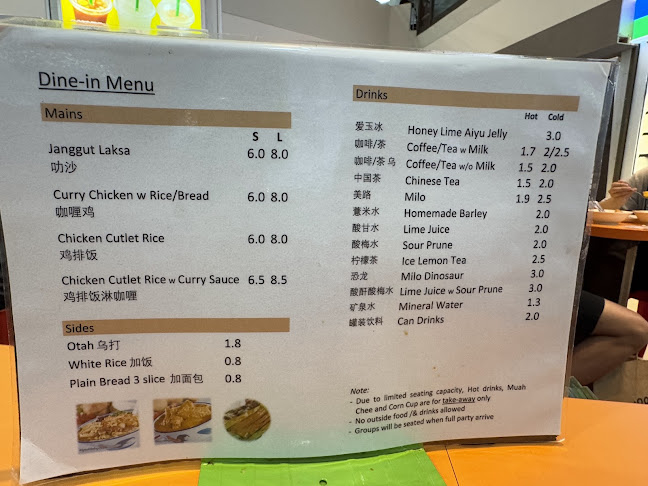 Dine-in Menu
Mains
S L
Janggut Laksa 6.0 8.0
叻沙
Curry Chicken w Rice/Bread 6.0 8.0
咖喱鸡
Chicken Cutlet Rice 6.0 8.0
鸡排饭
Chicken Cutlet Rice w Curry Sauce 6.5 8.5
鸡排饭淋咖喱
Sides
Otah 乌打 1.8
White Rice 加饭 0.8
Plain Bread 3 slice 加面包 0.8
Drinks
Hot Cold
爱玉冰 Honey Lime Aiyu Jelly 3.0
咖啡/茶 Coffee/Tea w Milk 1.7 2/2.5
咖啡/茶 乌 Coffee/Tea w/o Milk 1.5 2.0
中国茶 Chinese Tea 1.5 2.0
美路 Milo 1.9 2.5
薏米水 Homemade Barley 2.0
酸甘水 Lime Juice 2.0
酸梅水 Sour Prune 2.0
柠檬茶 Ice Lemon Tea 2.5
恐龙 Milo Dinosaur 3.0
酸酣酸梅水 Lime Juice w Sour Prune 3.0
矿泉水 Mineral Water 1.3
罐装饮料 Can Drinks 2.0
Note:
- Due to limited seating capacity, Hot drinks, Muah
Chee and Corn Cup are for take-away only
- No outside food /& drinks allowed
- Groups will be seated when full party arrive